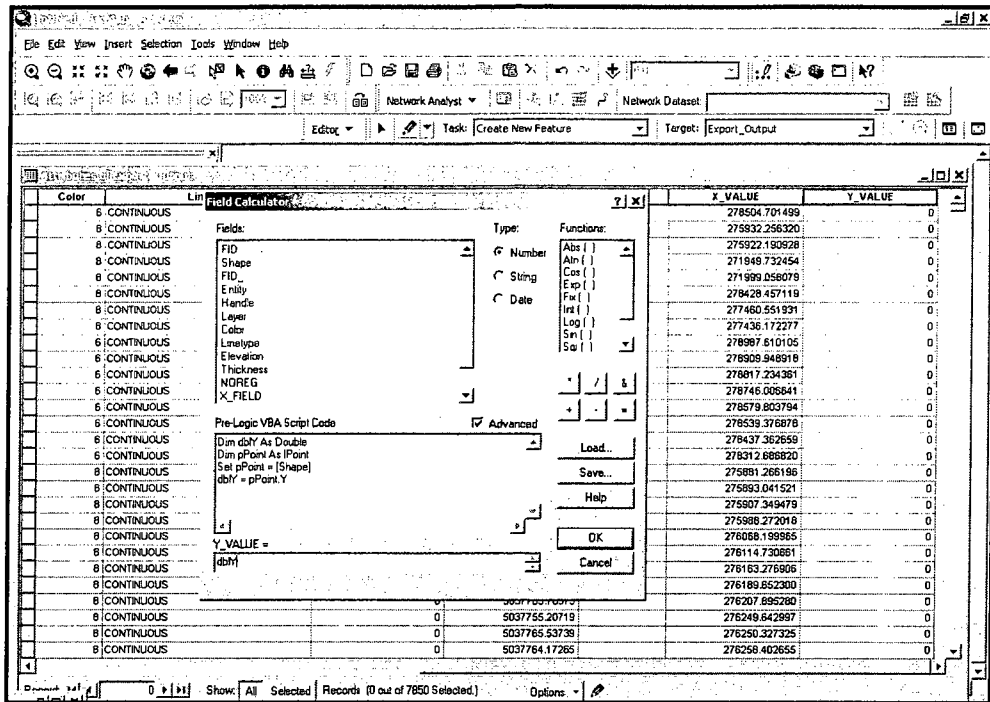 File Edit View Insert Selection Tools Window Help
Network Analyst Network Dataset:
Editor Task: Create New Feature Target: Export_Output
Color X_VALUE Y_VALUE
Field Calculator
Fields: Type: Functions:
FID
Shape
FID_
Entity
Handle
Layer
Color
Linetype
Elevation
Thickness
NOREG
X_FIELD
Number
String
Date
Abs ( )
Atn ( )
Cos ( )
Exp ( )
Fix ( )
Int ( )
Log ( )
Sin ( )
Sqr ( )
* / &
+ - =
Pre-Logic VBA Script Code Advanced
Dim dblY As Double
Dim pPoint As IPoint
Set pPoint = [Shape]
dblY = pPoint.Y
Load...
Save...
Help
OK
Cancel
Y_VALUE =
dblY
6 CONTINUOUS 278504.701499 0
8 CONTINUOUS 275932.256320 0
8 CONTINUOUS 275922.190928 0
8 CONTINUOUS 271949.732454 0
8 CONTINUOUS 271999.058079 0
8 CONTINUOUS 278428.457119 0
8 CONTINUOUS 277460.551931 0
8 CONTINUOUS 277436.172277 0
6 CONTINUOUS 278987.610105 0
6 CONTINUOUS 278909.948918 0
6 CONTINUOUS 278817.234361 0
6 CONTINUOUS 0
6 CONTINUOUS 278579.803794 0
6 CONTINUOUS 278539.376878 0
6 CONTINUOUS 278437.362659 0
6 CONTINUOUS 278312.686820 0
8 CONTINUOUS 275881.266196 0
8 CONTINUOUS 275893.041521 0
8 CONTINUOUS 275907.349479 0
8 CONTINUOUS 275988.272018 0
8 CONTINUOUS 276068.199965 0
8 CONTINUOUS 276114.730661 0
8 CONTINUOUS 276163.276906 0
8 CONTINUOUS 276189.652300 0
8 CONTINUOUS 0 276207.895280 0
8 CONTINUOUS 0 5037755.20719 276249.642997 0
8 CONTINUOUS 0 5037765.53739 276250.327325 0
8 CONTINUOUS 0 5037764.17265 276258.402655 0
0 Show: All Selected Records (0 out of 7850 Selected.) Options